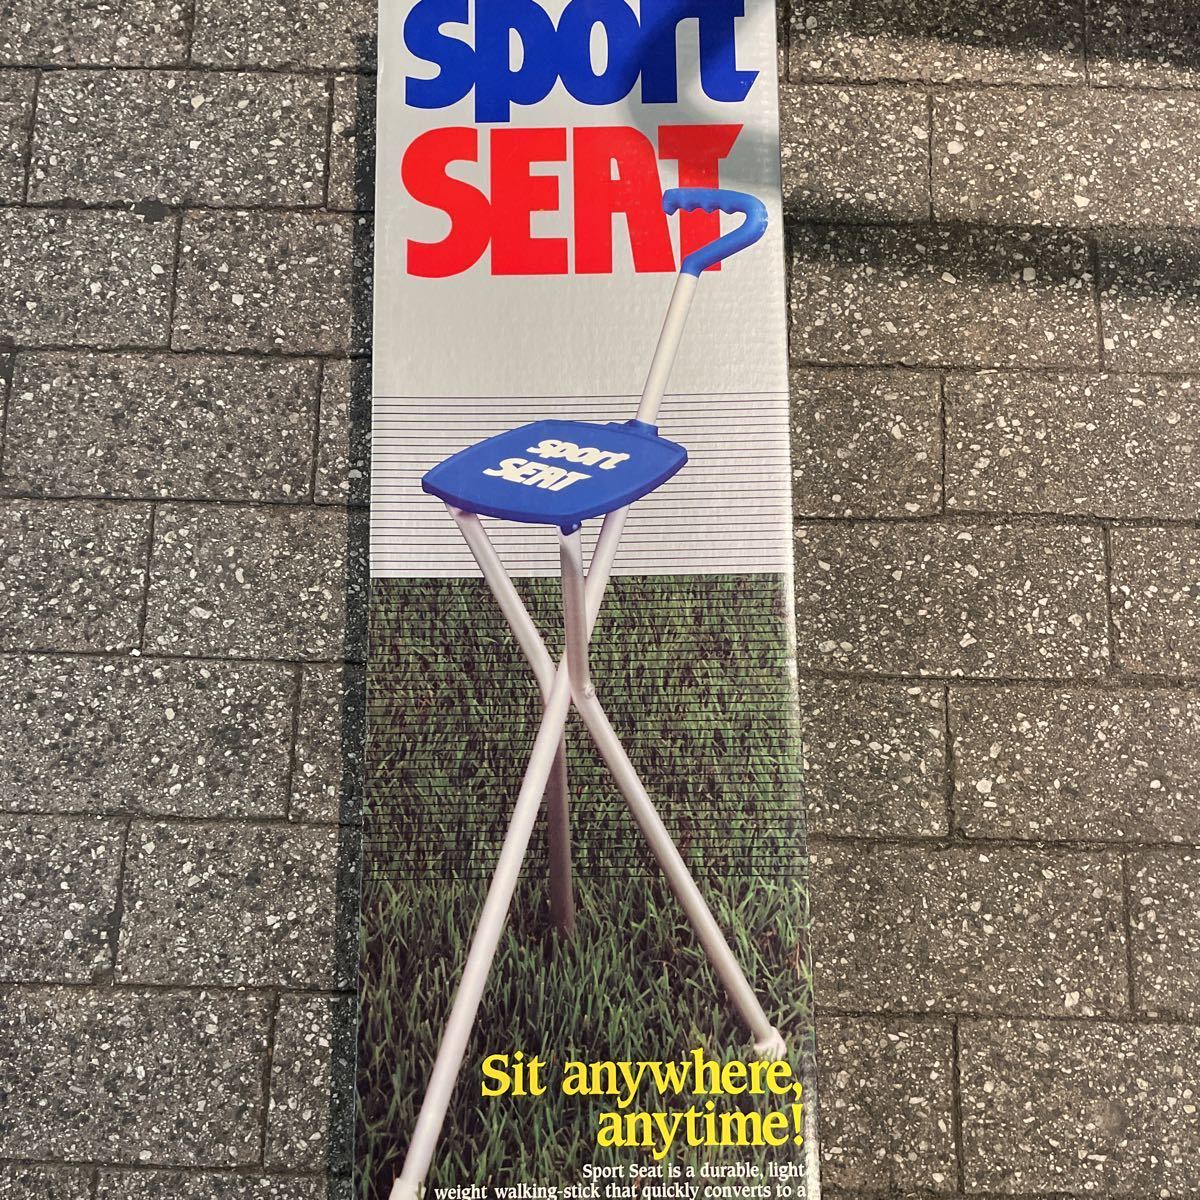 sport
SEAT
sport
SEAT
Sit anywhere,
anytime!
Sport Seat is a durable, light
weight walking-stick that quickly converts to a